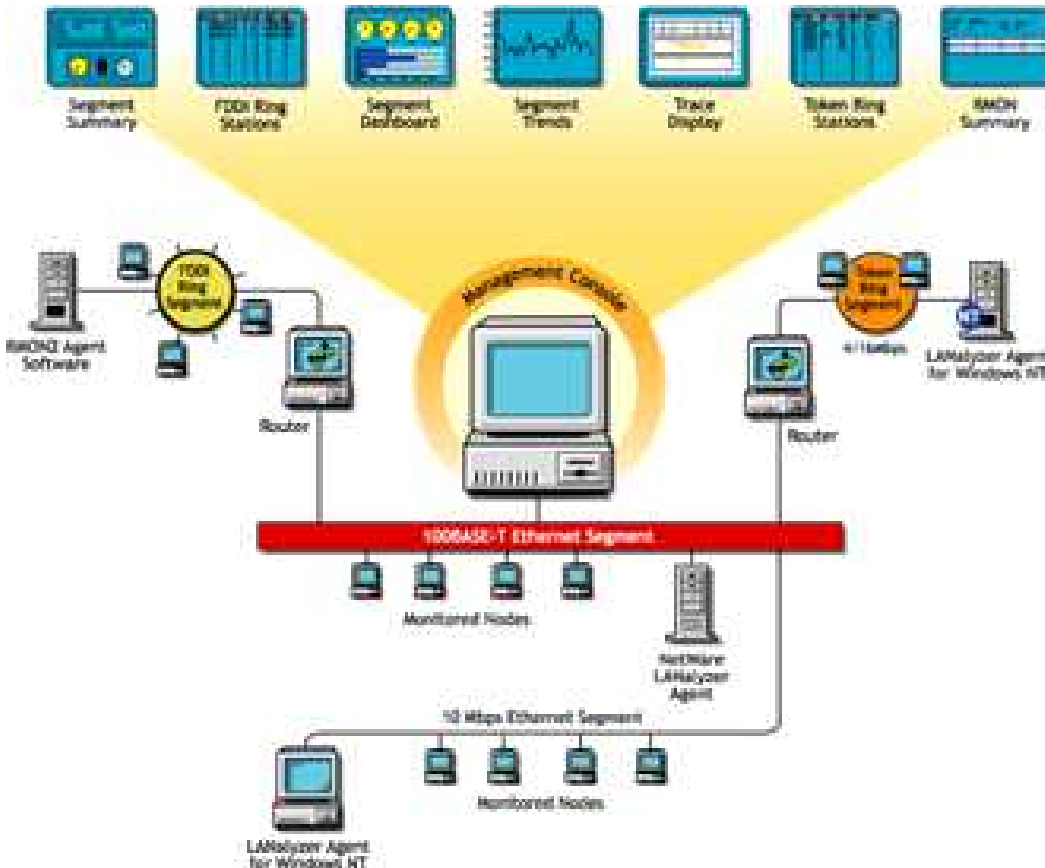 Segment
Summary
FDDI Ring
Stations
Segment
Dashboard
Segment
Trends
Trace
Display
Token Ring
Stations
RMON
Summary
Management Console
FDDI
Ring
Segment
RMON2 Agent
Software
Router
Token
Ring
Segment
4/16Mbps
LANalyzer Agent
for Windows NT
Router
100BASE-T Ethernet Segment
Monitored Nodes
NetWare
LANalyzer
Agent
10 Mbps Ethernet Segment
Monitored Nodes
LANalyzer Agent
for Windows NT